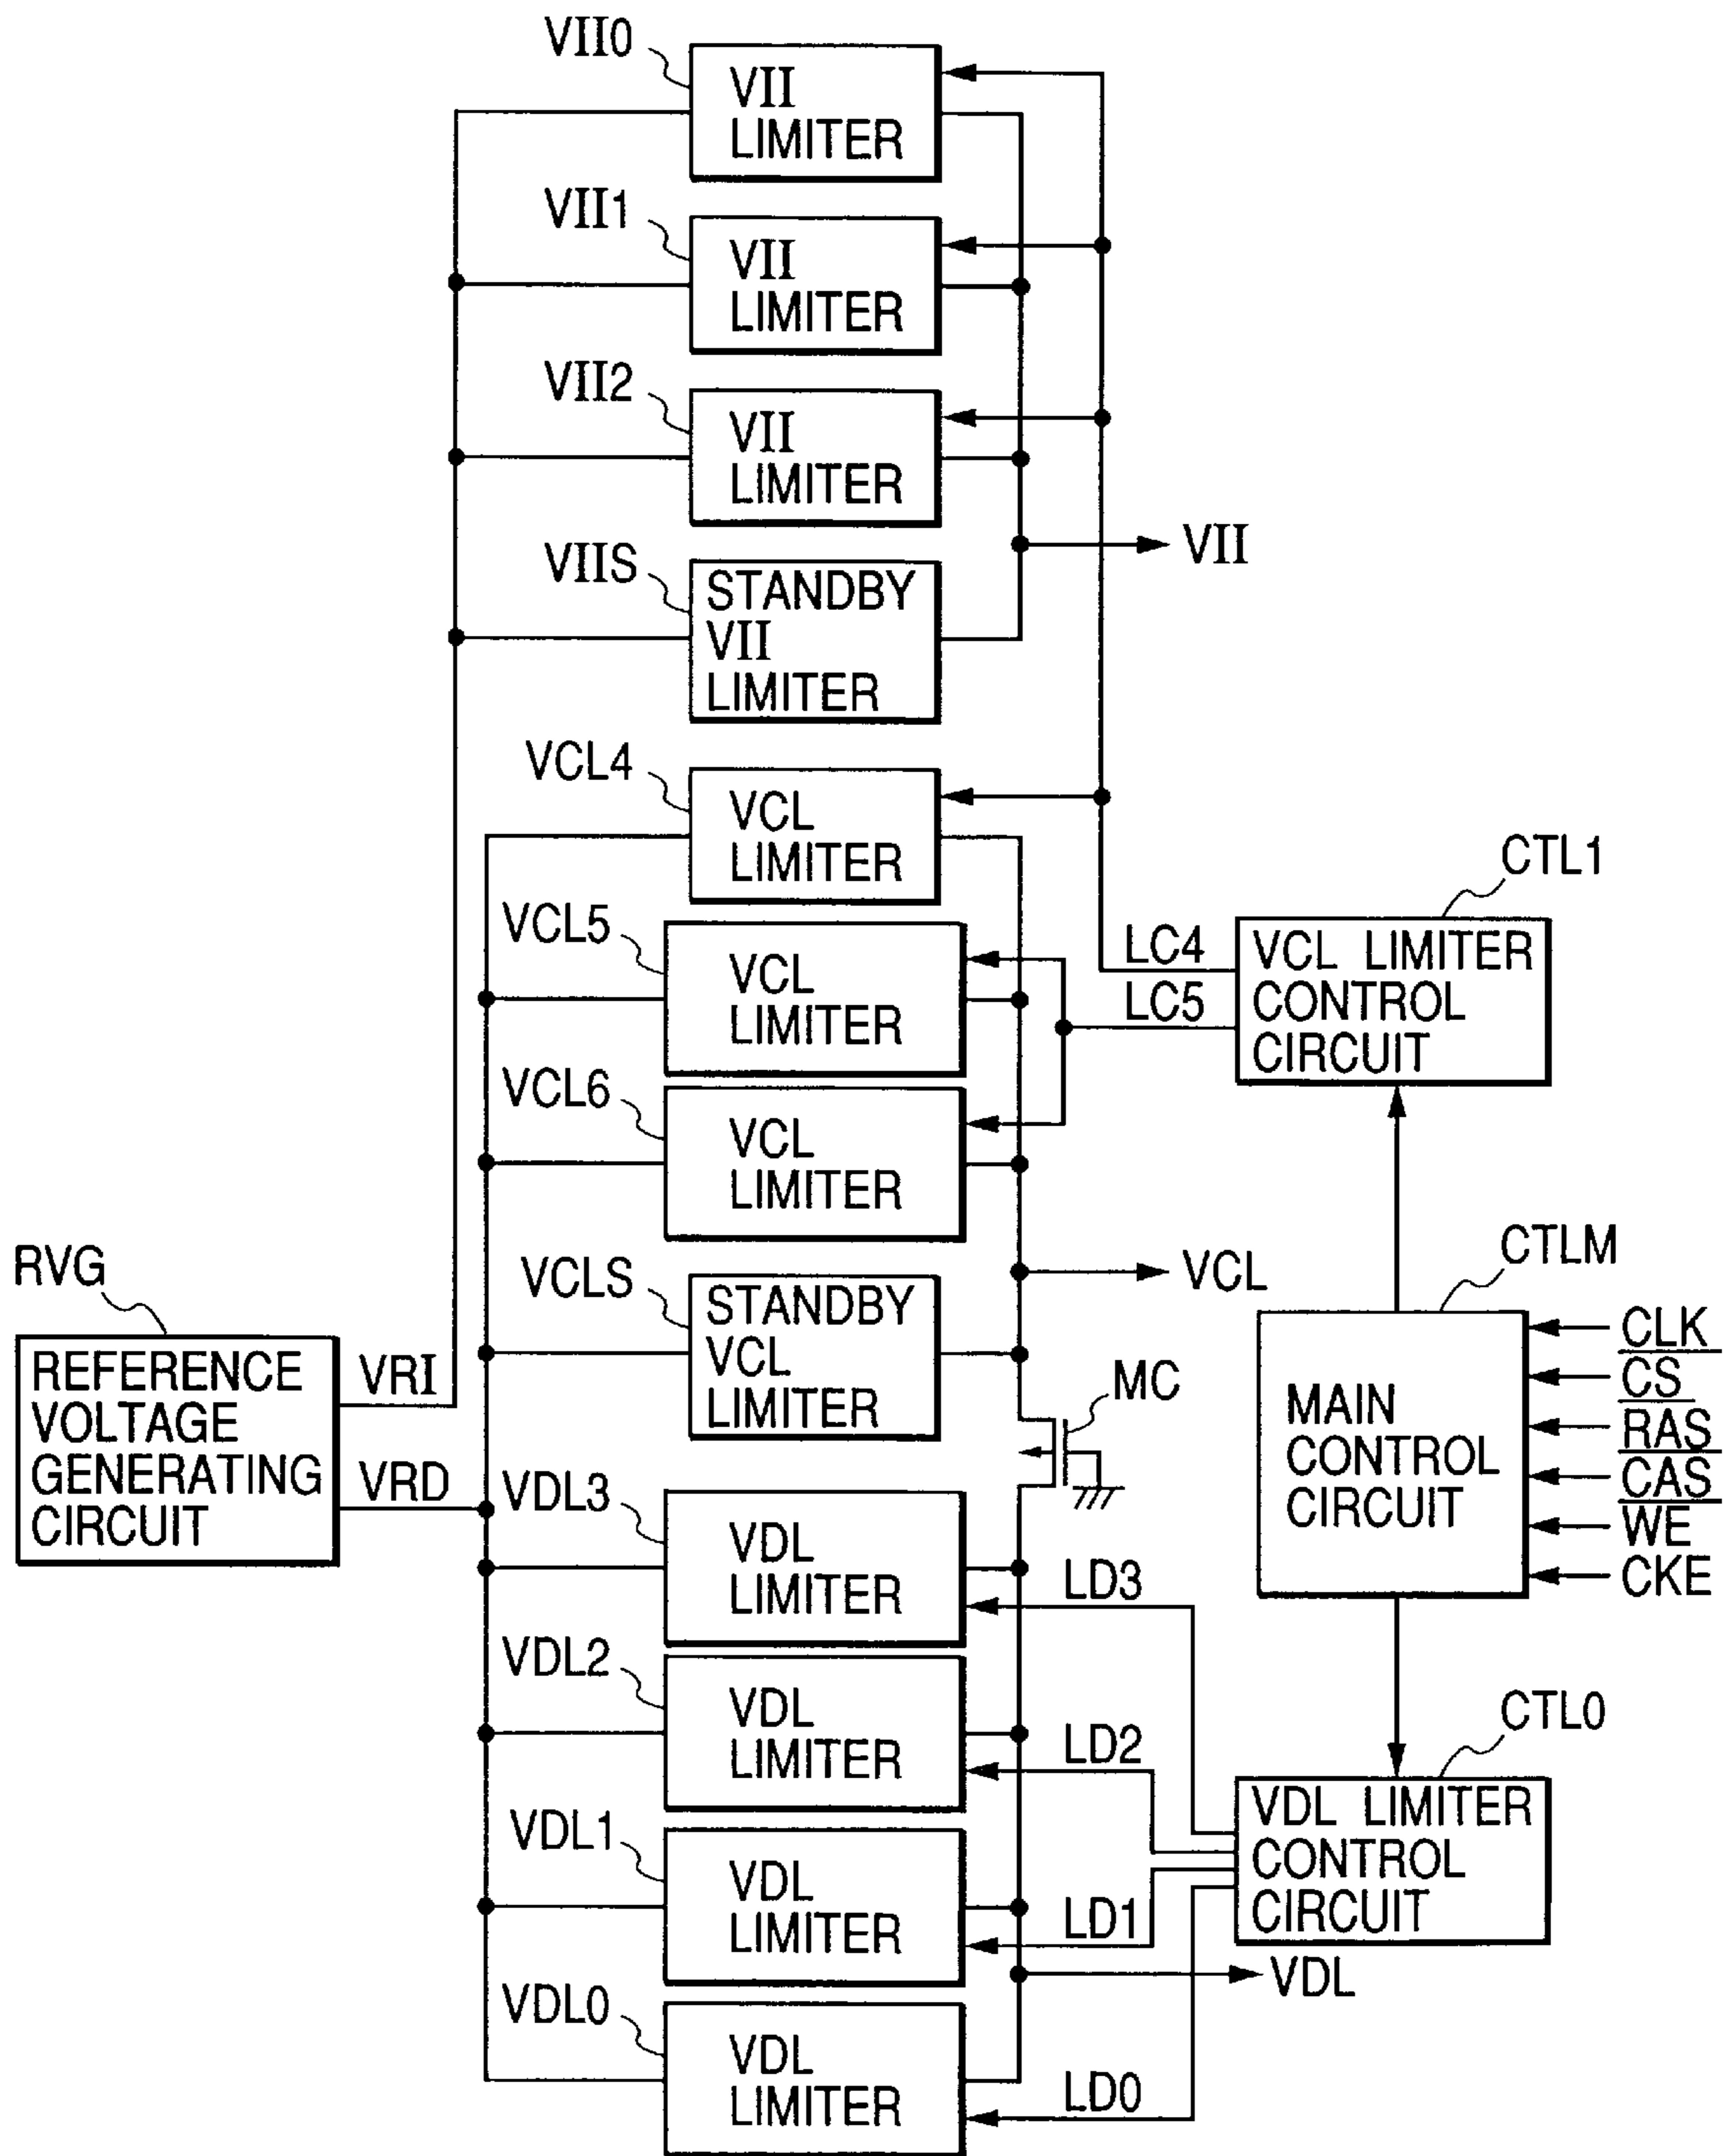 VII0
VII
LIMITER
VII1
VII
LIMITER
VII2
VII
LIMITER
VII
VIIS
STANDBY
VII
LIMITER
VCL4
VCL
LIMITER
CTL1
VCL5
VCL
LIMITER
LC4
LC5
VCL LIMITER
CONTROL
CIRCUIT
VCL6
VCL
LIMITER
RVG
REFERENCE
VOLTAGE
GENERATING
CIRCUIT
VRI
VRD
VCLS
STANDBY
VCL
LIMITER
VCL
MC
CTLM
MAIN
CONTROL
CIRCUIT
CLK
CS
RAS
CAS
WE
CKE
VDL3
VDL
LIMITER
LD3
VDL2
VDL
LIMITER
LD2
CTL0
VDL LIMITER
CONTROL
CIRCUIT
VDL1
VDL
LIMITER
LD1
VDL
VDL0
VDL
LIMITER
LD0